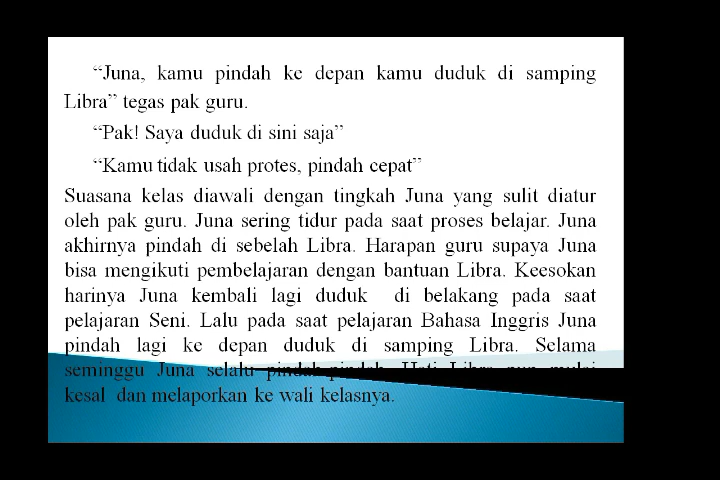 “Juna, kamu pindah ke depan kamu duduk di samping
Libra” tegas pak guru.
“Pak! Saya duduk di sini saja”
“Kamu tidak usah protes, pindah cepat”
Suasana kelas diawali dengan tingkah Juna yang sulit diatur
oleh pak guru. Juna sering tidur pada saat proses belajar. Juna
akhirnya pindah di sebelah Libra. Harapan guru supaya Juna
bisa mengikuti pembelajaran dengan bantuan Libra. Keesokan
harinya Juna kembali lagi duduk di belakang pada saat
pelajaran Seni. Lalu pada saat pelajaran Bahasa Inggris Juna
pindah lagi ke depan duduk di samping Libra. Selama
seminggu Juna selalu pindah-pindah. Hati Libra pun mulai
kesal dan melaporkan ke wali kelasnya.